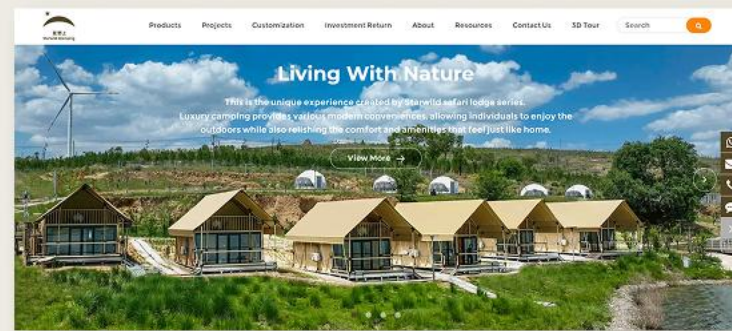 Products Projects Customization Investment Return About Resources Contact Us 3D Tour Search
Living With Nature
This is the unique experience created by Starwild safari lodge series.
Luxury camping provides various modern conveniences, allowing individuals to enjoy the
outdoors while also relishing the comfort and amenities that feel just like home.
View More